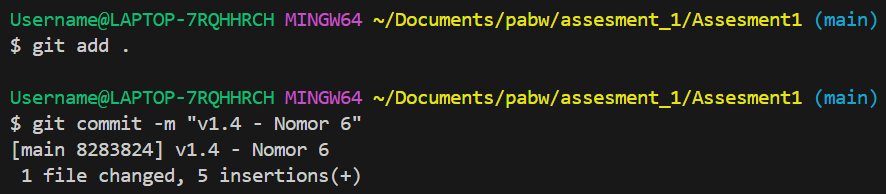 Username@LAPTOP-7RQHHRCH MINGW64 ~/Documents/pabw/assesment_1/Assesment1 (main)
$ git add .
Username@LAPTOP-7RQHHRCH MINGW64 ~/Documents/pabw/assesment_1/Assesment1 (main)
$ git commit -m "v1.4 - Nomor 6"
[main 8283824] v1.4 - Nomor 6
 1 file changed, 5 insertions(+)